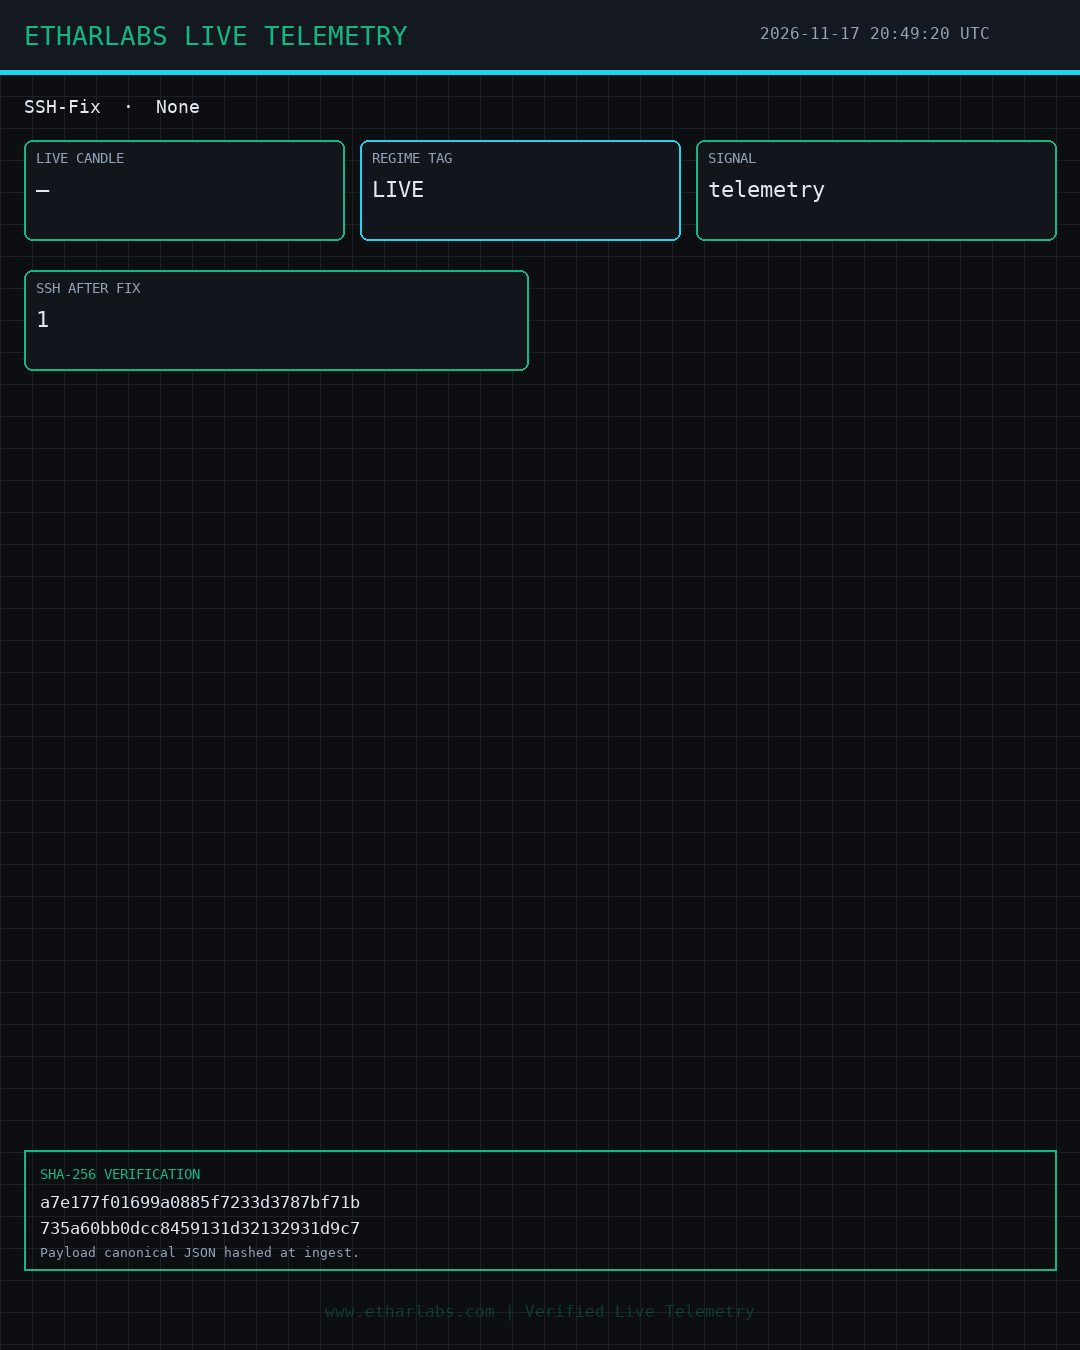 ETHARLABS LIVE TELEMETRY
2026-11-17 20:49:20 UTC
SSH-Fix · None
LIVE CANDLE
—
REGIME TAG
LIVE
SIGNAL
telemetry
SSH AFTER FIX
1
SHA-256 VERIFICATION
a7e177f01699a0885f7233d3787bf71b
735a60bb0dcc8459131d32132931d9c7
Payload canonical JSON hashed at ingest.
www.etharlabs.com | Verified Live Telemetry